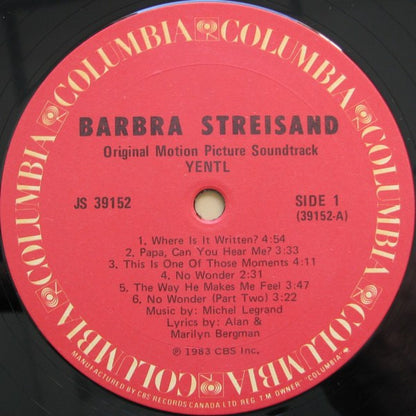 COLUMBIA COLUMBIA COLUMBIA COLUMBIA COLUMBIA COLUMBIA
BARBRA STREISAND
Original Motion Picture Soundtrack
YENTL
JS 39152
SIDE 1
(39152-A)
1. Where Is It Written? 4:54
2. Papa, Can You Hear Me? 3:33
3. This Is One Of Those Moments 4:11
4. No Wonder 2:31
5. The Way He Makes Me Feel 3:47
6. No Wonder (Part Two) 3:22
Music by: Michel Legrand
Lyrics by: Alan &
Marilyn Bergman
℗ 1983 CBS Inc.
MANUFACTURED BY CBS RECORDS CANADA LTD REG T.M. OWNER "COLUMBIA"